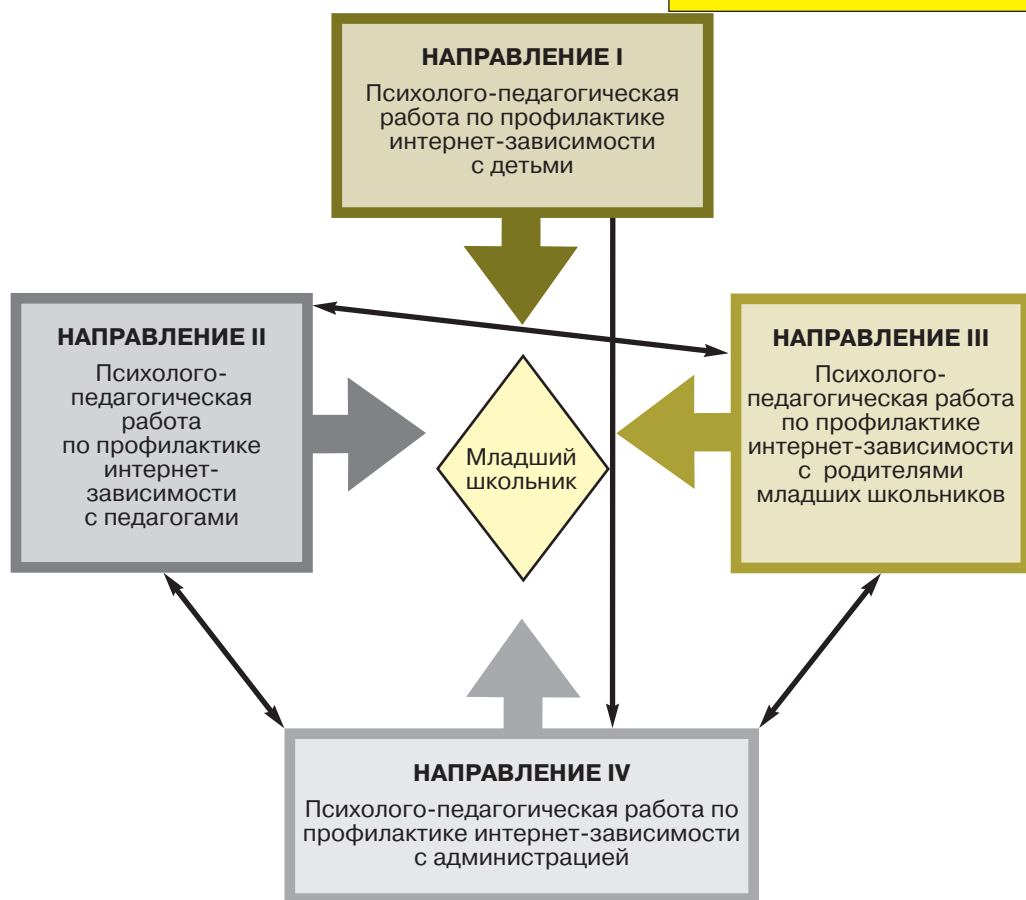 НАПРАВЛЕНИЕ I
Психолого-педагогическая
работа по профилактике
интернет-зависимости
с детьми
НАПРАВЛЕНИЕ II
Психолого-
педагогическая
работа
по профилактике
интернет-
зависимости
с педагогами
Младший
школьник
НАПРАВЛЕНИЕ III
Психолого-
педагогическая работа
по профилактике
интернет-зависимости
с родителями
младших школьников
НАПРАВЛЕНИЕ IV
Психолого-педагогическая работа по
профилактике интернет-зависимости
с администрацией